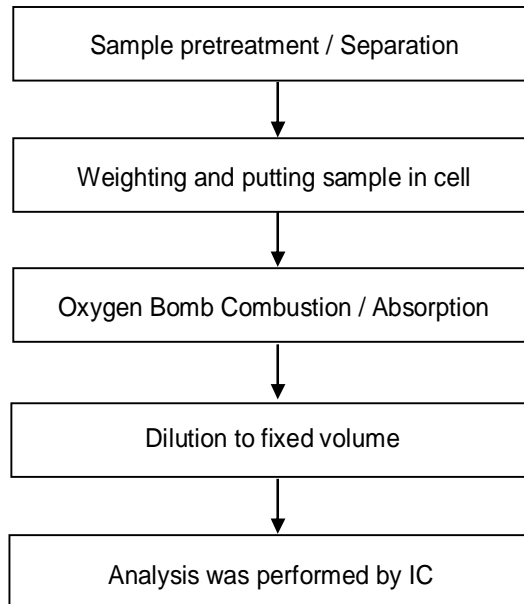 Sample pretreatment / Separation
Weighting and putting sample in cell
Oxygen Bomb Combustion / Absorption
Dilution to fixed volume
Analysis was performed by IC